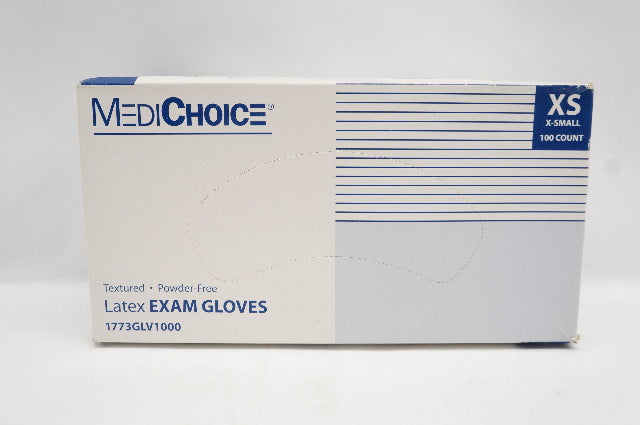 MEDICHOICE®
XS
X-SMALL
100 COUNT
Textured • Powder-Free
Latex EXAM GLOVES
1773GLV1000